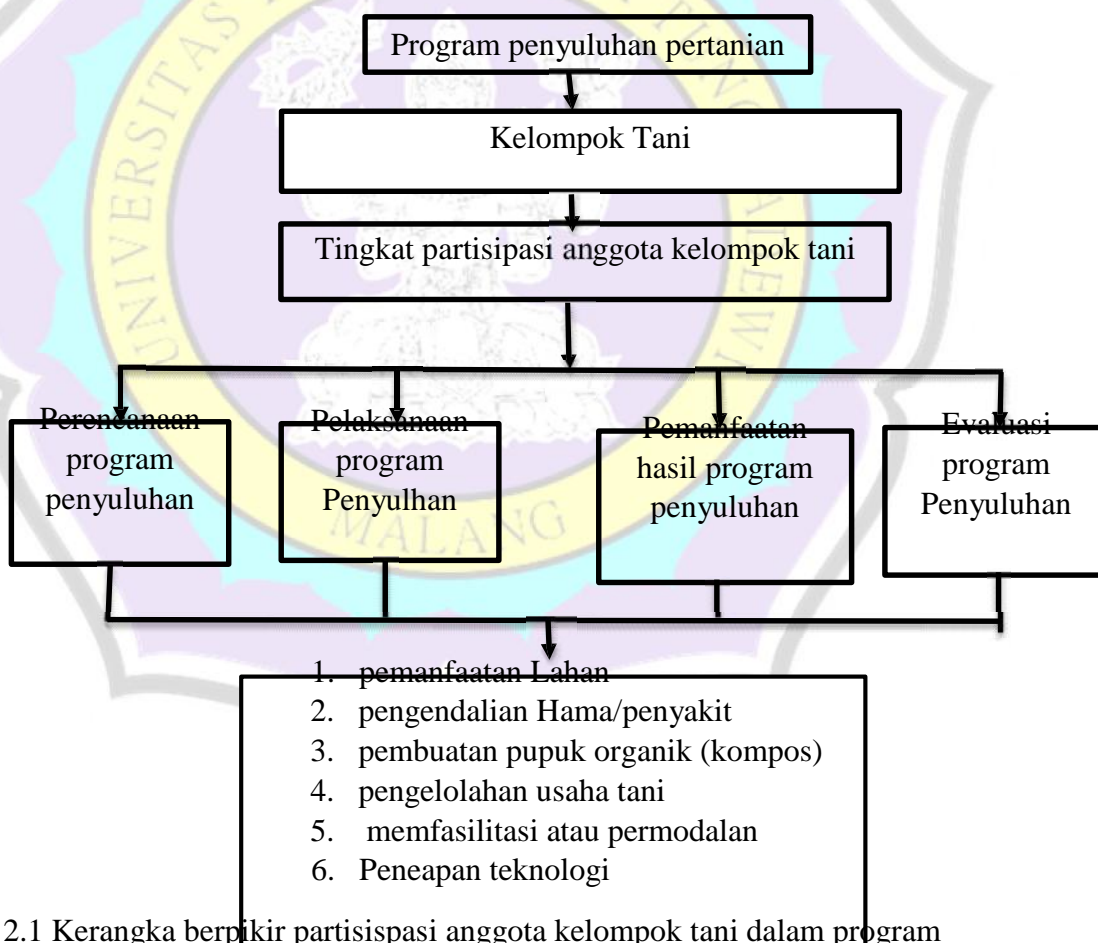 Program penyuluhan pertanian
Kelompok Tani
Tingkat partisipasi anggota kelompok tani
Perencanaan
program
penyuluhan
Pelaksanaan
program
Penyulhan
Pemanfaatan
hasil program
penyuluhan
Evaluasi
program
Penyuluhan
1. pemanfaatan Lahan
2. pengendalian Hama/penyakit
3. pembuatan pupuk organik (kompos)
4. pengelolahan usaha tani
5. memfasilitasi atau permodalan
6. Peneapan teknologi
2.1 Kerangka berpikir partisispasi anggota kelompok tani dalam program
UNIVERSITAS
MALANG